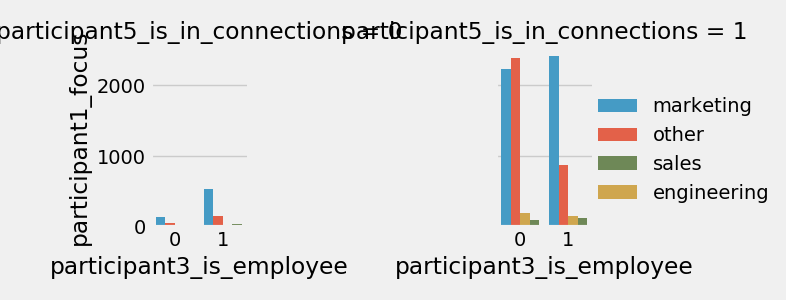 participant5_is_in_connections = 0
participant5_is_in_connections = 1
participant1_focus
2000
1000
0
0 1
0 1
participant3_is_employee
participant3_is_employee
marketing
other
sales
engineering